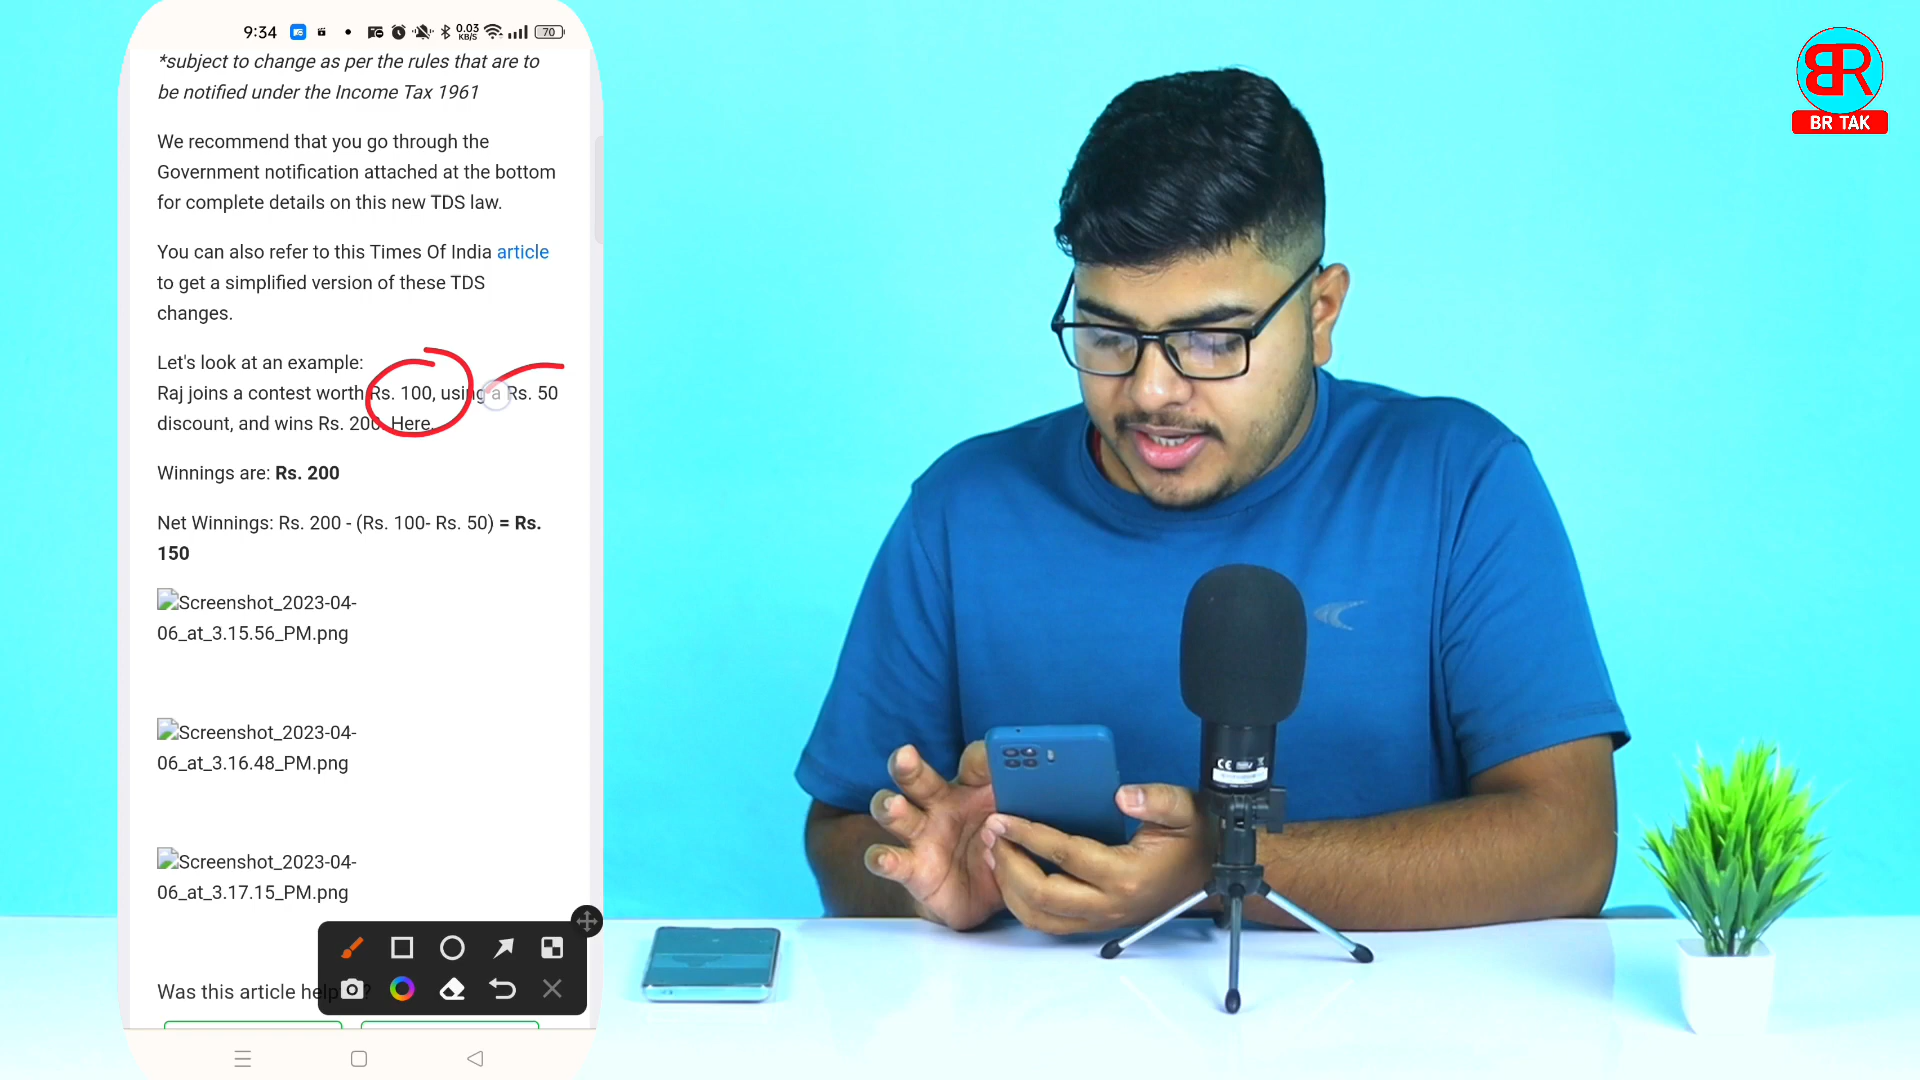 9:34
0.03
KB/S
70
*subject to change as per the rules that are to
be notified under the Income Tax 1961
We recommend that you go through the
Government notification attached at the bottom
for complete details on this new TDS law.
You can also refer to this Times Of India article
to get a simplified version of these TDS
changes.
Let's look at an example:
Raj joins a contest worth Rs. 100, using a Rs. 50
discount, and wins Rs. 200. Here,
Winnings are: Rs. 200
Net Winnings: Rs. 200 - (Rs. 100- Rs. 50) = Rs.
150
Screenshot_2023-04-
06_at_3.15.56_PM.png
Screenshot_2023-04-
06_at_3.16.48_PM.png
Screenshot_2023-04-
06_at_3.17.15_PM.png
Was this article
BR
BR TAK
CE